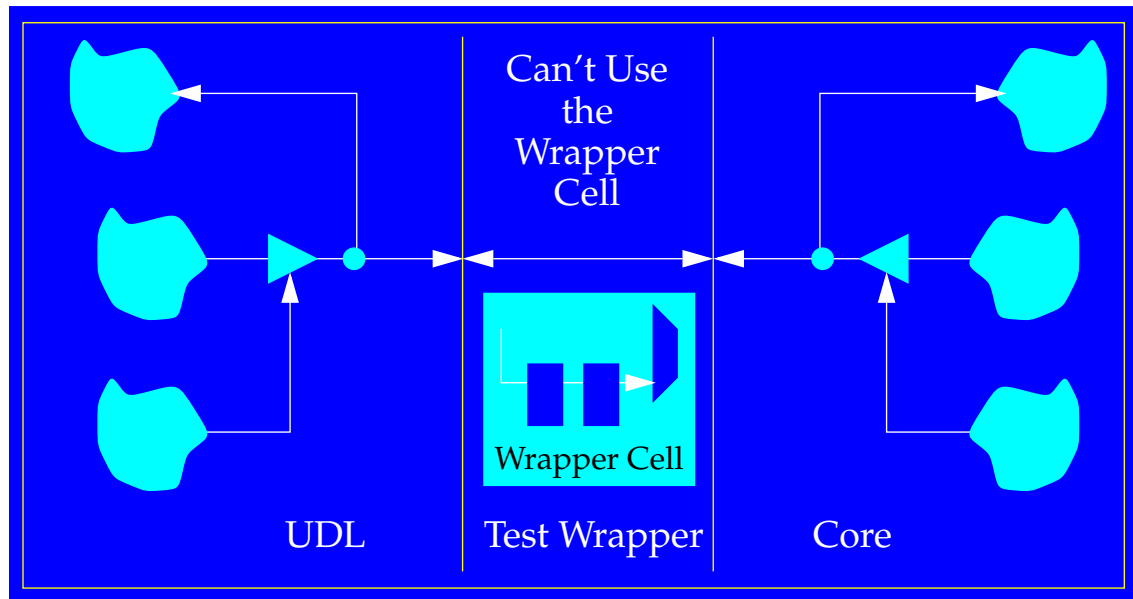 Can't Use
the
Wrapper
Cell
Wrapper Cell
UDL
Test Wrapper
Core